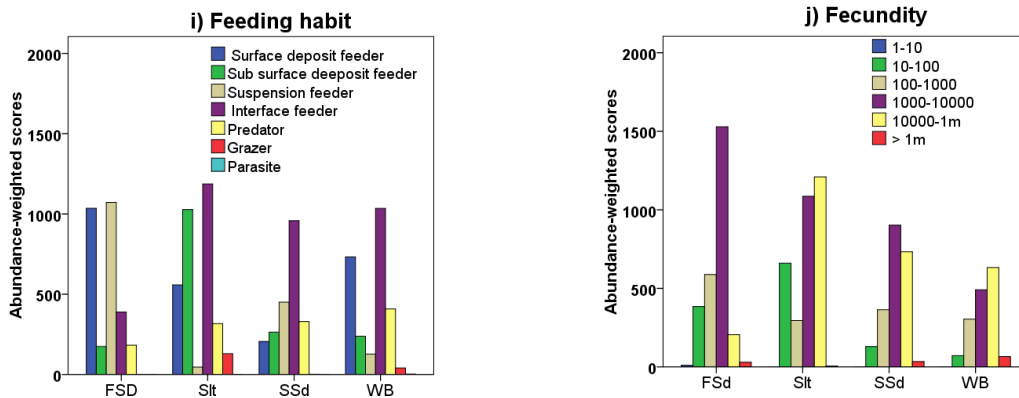 i) Feeding habit
Abundance-weighted scores
2000
1500
1000
500
0
Surface deposit feeder
Sub surface deeposit feeder
Suspension feeder
Interface feeder
Predator
Grazer
Parasite
FSD
Slt
SSd
WB
j) Fecundity
Abundance-weighted scores
2000
1500
1000
500
0
1-10
10-100
100-1000
1000-10000
10000-1m
> 1m
FSd
Slt
SSd
WB